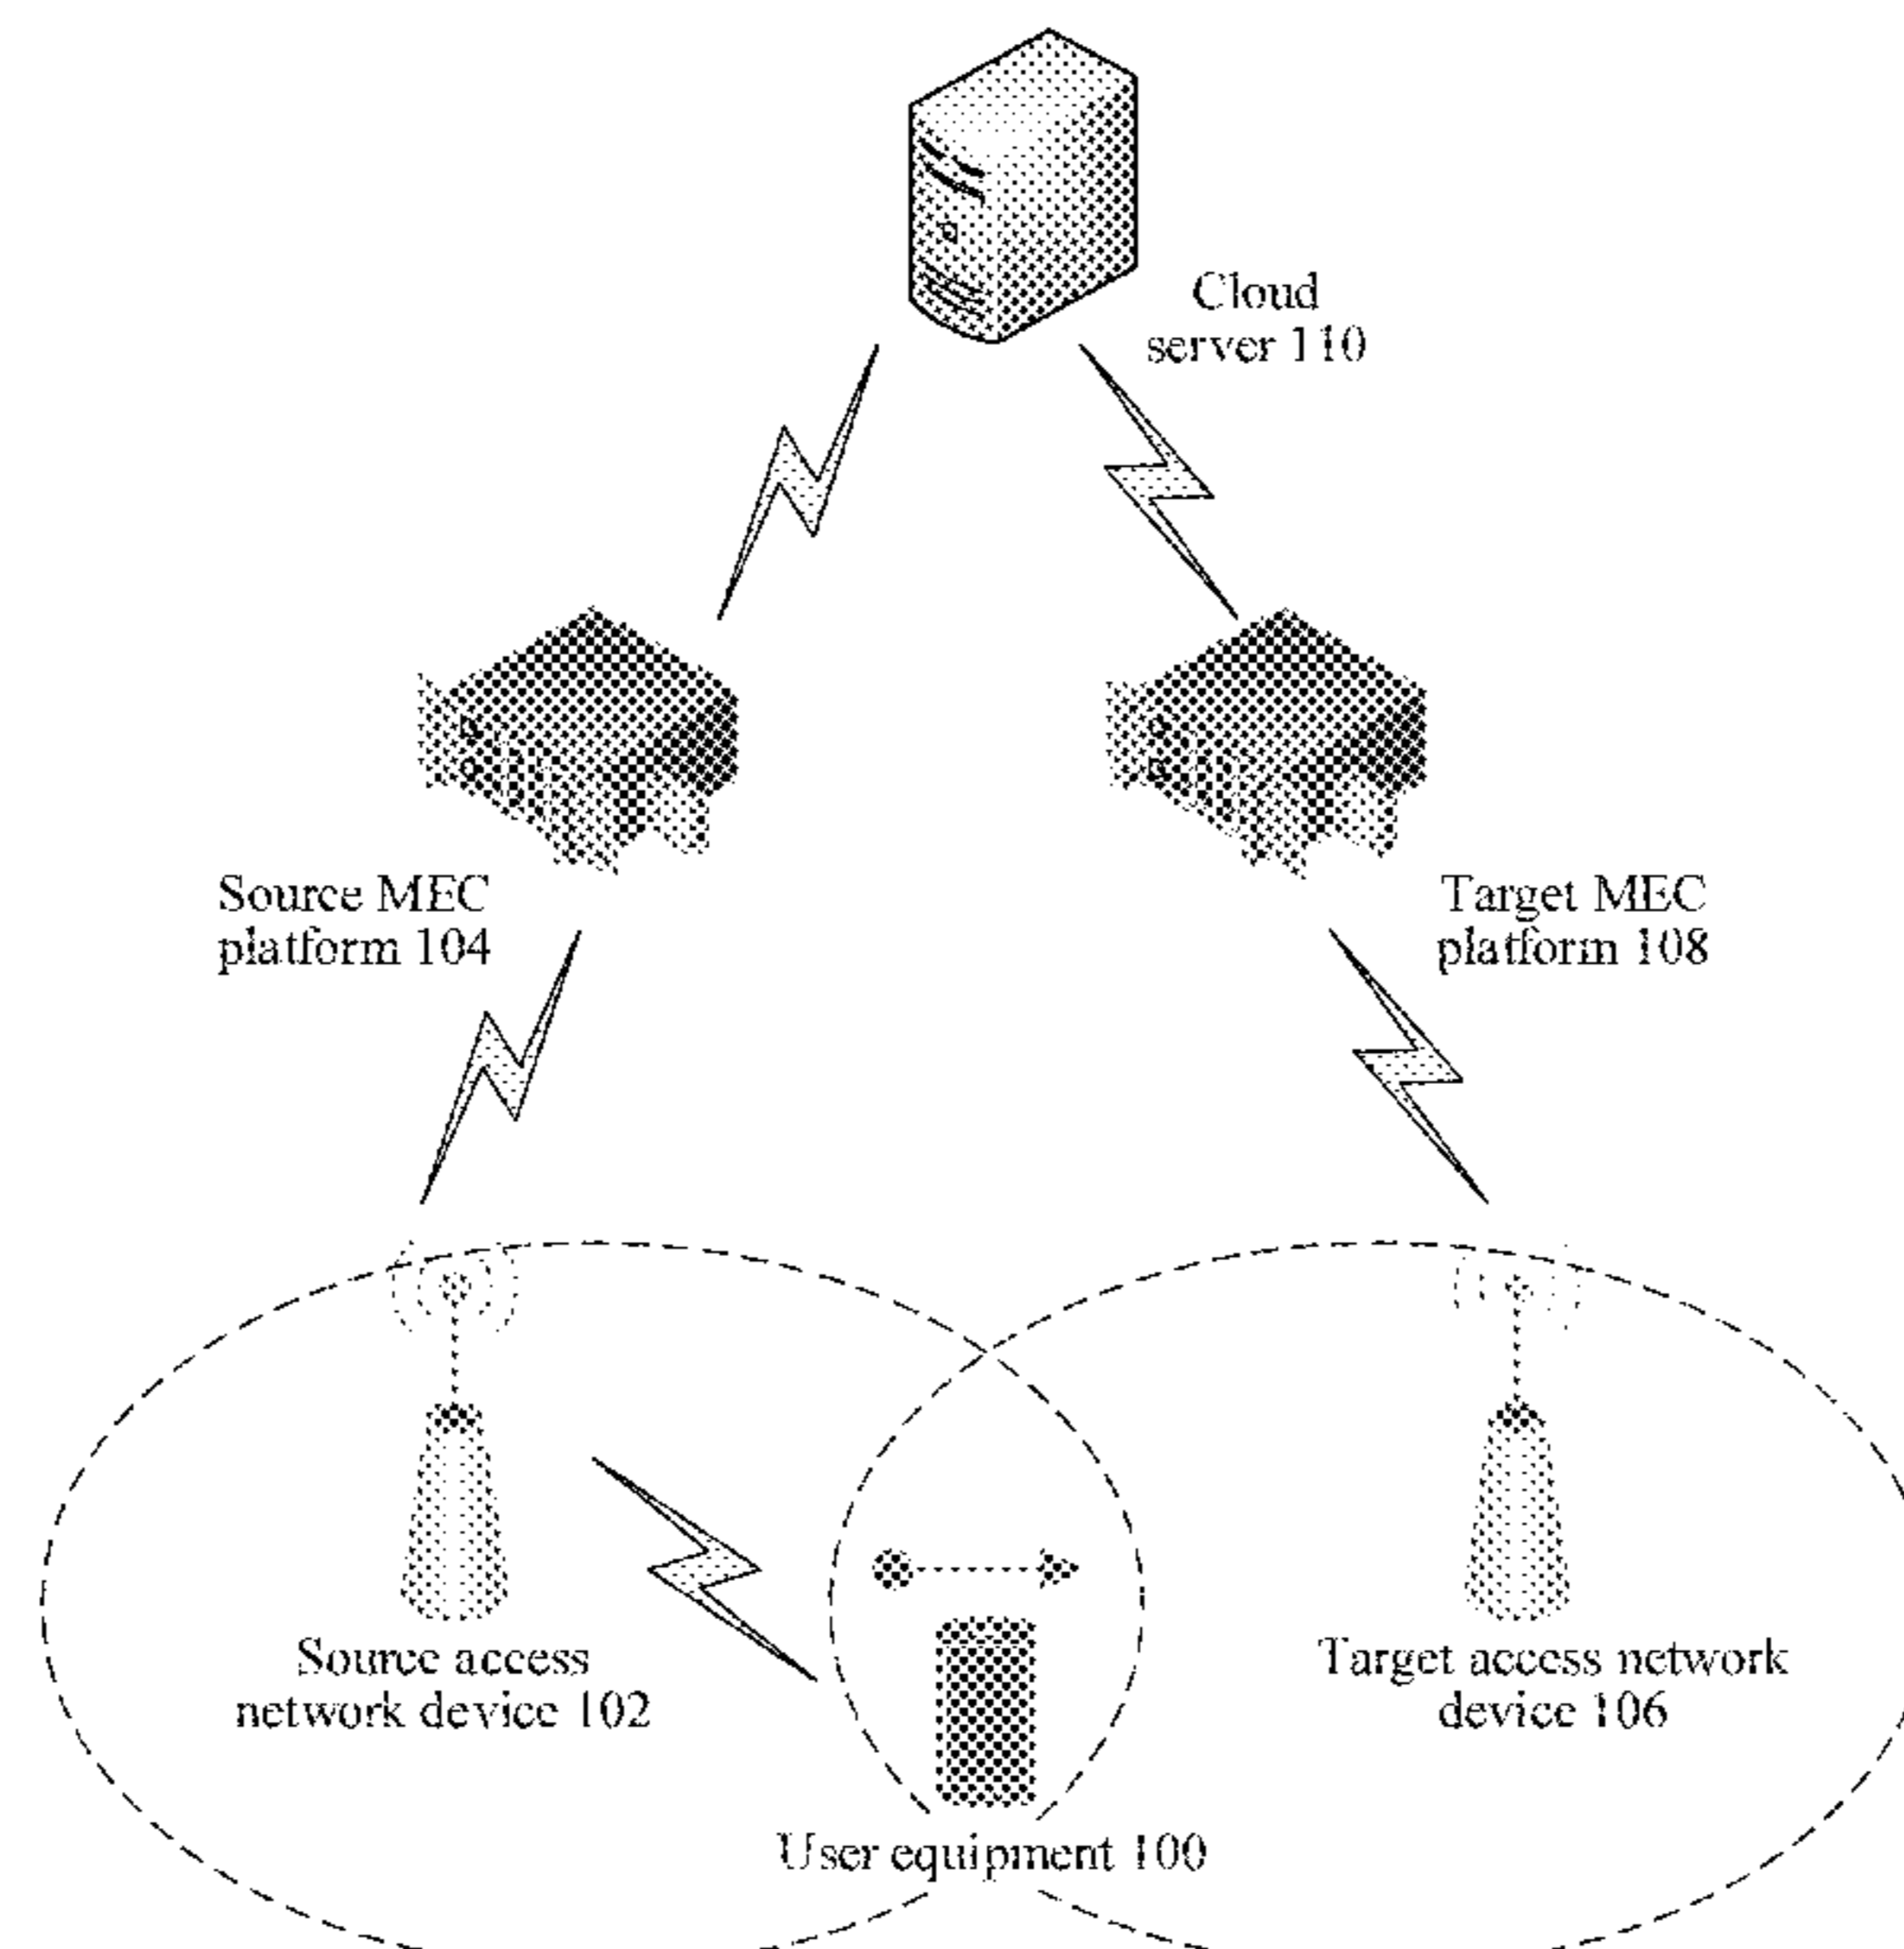 Cloud
server 110
Source MEC
platform 104
Target MEC
platform 108
Source access
network device 102
Target access network
device 106
User equipment 100